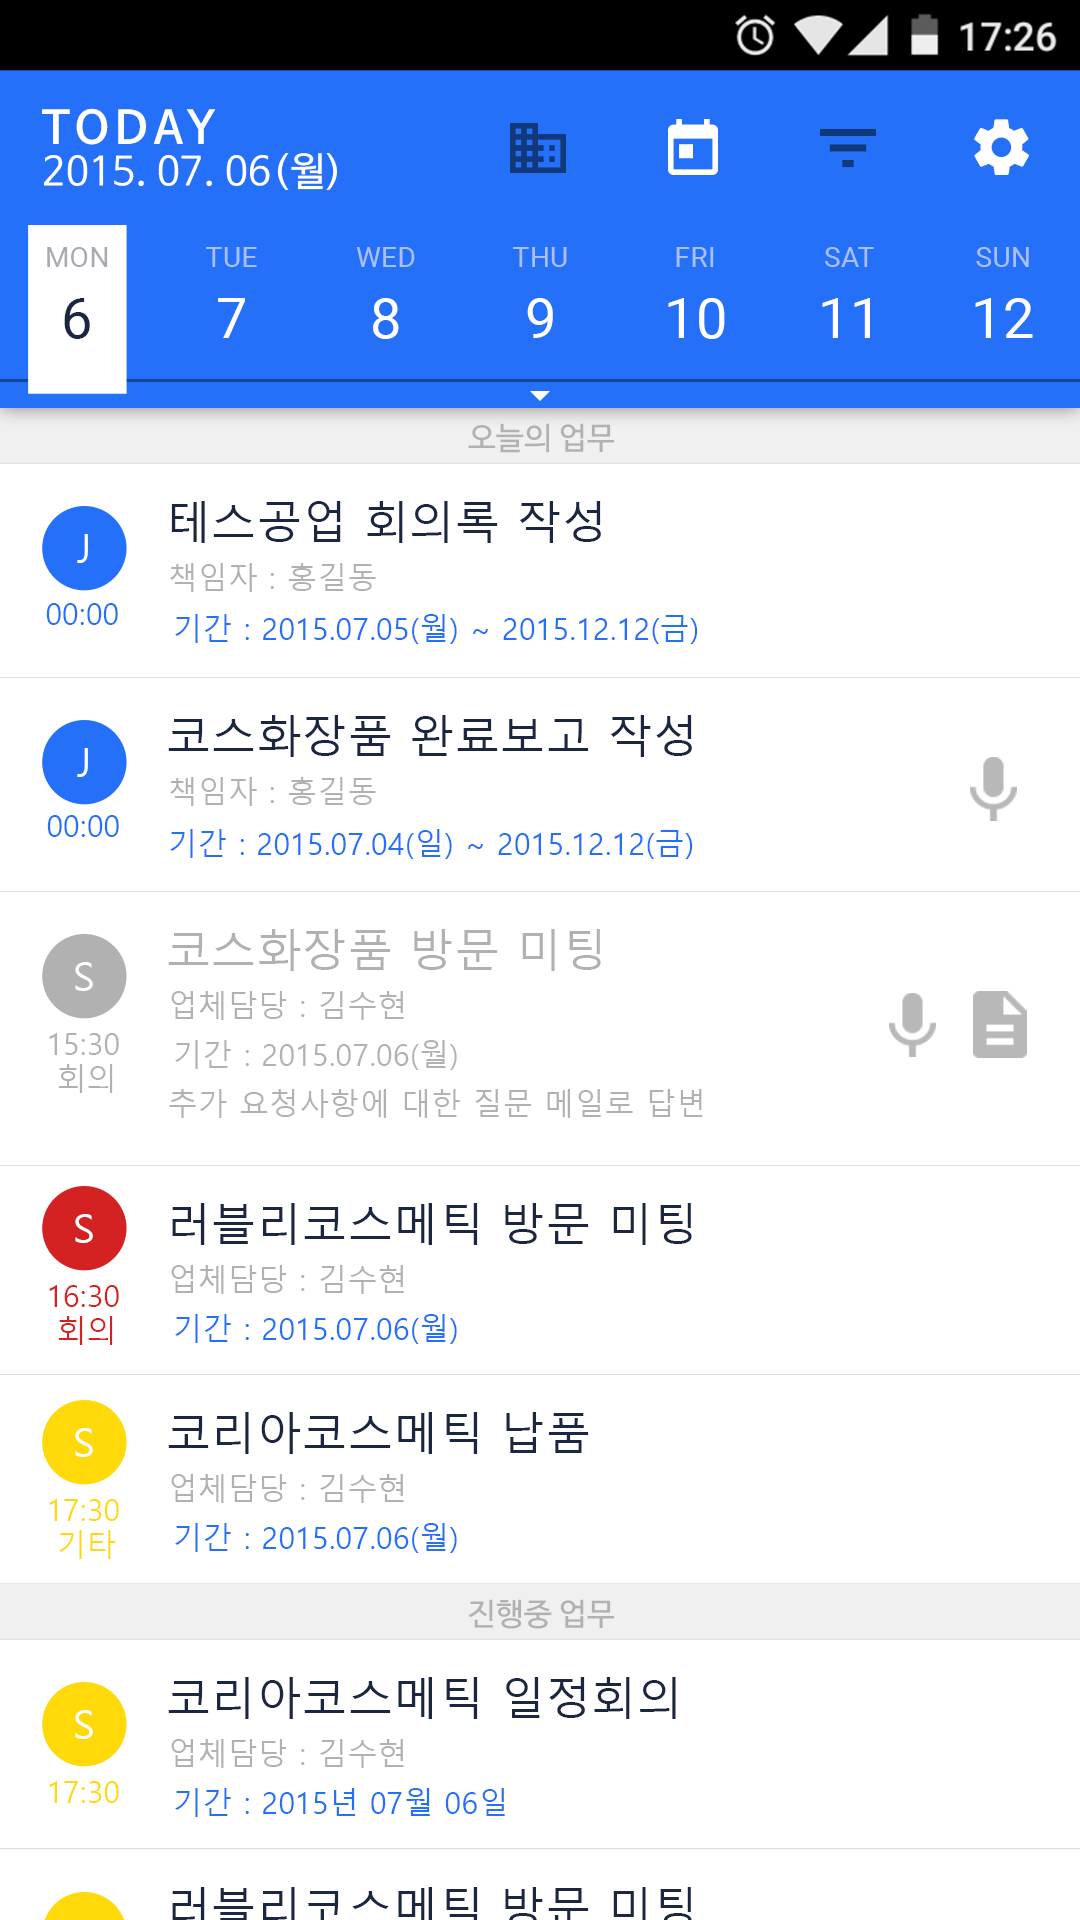 17:26
TODAY
2015. 07. 06(월)
MON TUE WED THU FRI SAT SUN
6 7 8 9 10 11 12
오늘의 업무
J
00:00
테스공업 회의록 작성
책임자 : 홍길동
기간 : 2015.07.05(월) ~ 2015.12.12(금)
J
00:00
코스화장품 완료보고 작성
책임자 : 홍길동
기간 : 2015.07.04(일) ~ 2015.12.12(금)
S
15:30
회의
코스화장품 방문 미팅
업체담당 : 김수현
기간 : 2015.07.06(월)
추가 요청사항에 대한 질문 메일로 답변
S
16:30
회의
러블리코스메틱 방문 미팅
업체담당 : 김수현
기간 : 2015.07.06(월)
S
17:30
기타
코리아코스메틱 납품
업체담당 : 김수현
기간 : 2015.07.06(월)
진행중 업무
S
17:30
코리아코스메틱 일정회의
업체담당 : 김수현
기간 : 2015년 07월 06일
러블리코스메틱 방문 미팅